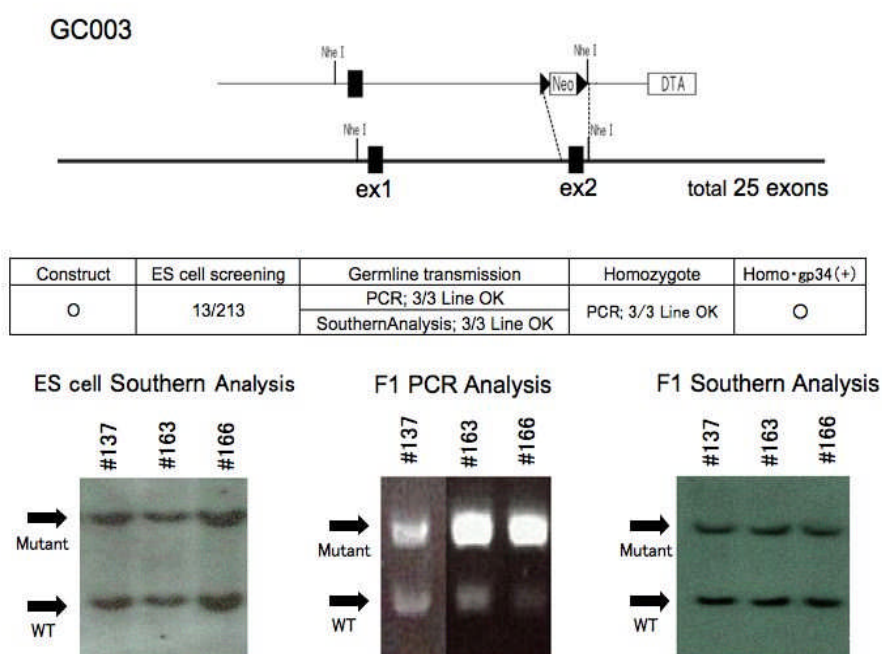 GC003
Nhe I
Nhe I
Neo
DTA
Nhe I
Nhe I
ex1
ex2
total 25 exons
Construct ES cell screening Germline transmission Homozygote Homo・gp34(+)
O 13/213 PCR; 3/3 Line OK PCR; 3/3 Line OK O
SouthernAnalysis; 3/3 Line OK
ES cell Southern Analysis
#137 #163 #166
Mutant
WT
F1 PCR Analysis
#137 #163 #166
Mutant
WT
F1 Southern Analysis
#137 #163 #166
Mutant
WT